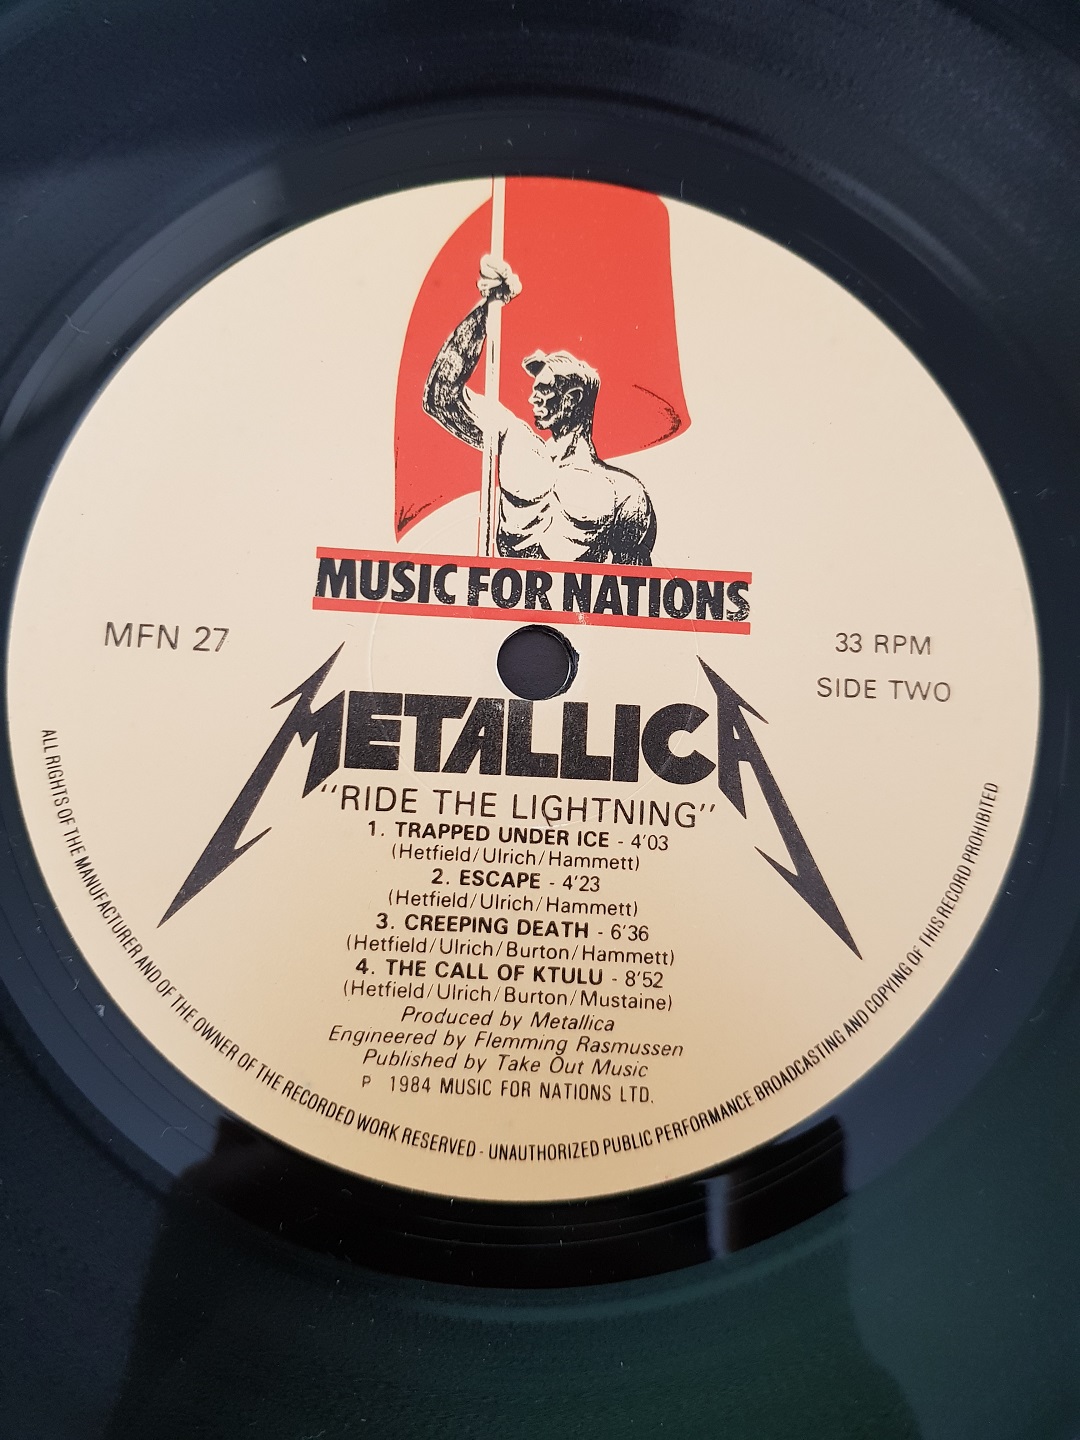 MUSIC FOR NATIONS
MFN 27
33 RPM
SIDE TWO
METALLICA
"RIDE THE LIGHTNING"
1. TRAPPED UNDER ICE - 4'03
(Hetfield/Ulrich/Hammett)
2. ESCAPE - 4'23
(Hetfield/Ulrich/Hammett)
3. CREEPING DEATH - 6'36
(Hetfield/Ulrich/Burton/Hammett)
4. THE CALL OF KTULU - 8'52
(Hetfield/Ulrich/Burton/Mustaine)
Produced by Metallica
Engineered by Flemming Rasmussen
Published by Take Out Music
P 1984 MUSIC FOR NATIONS LTD.
ALL RIGHTS OF THE MANUFACTURER AND OF THE OWNER OF THE RECORDED WORK RESERVED - UNAUTHORIZED PUBLIC PERFORMANCE BROADCASTING AND COPYING OF THIS RECORD PROHIBITED